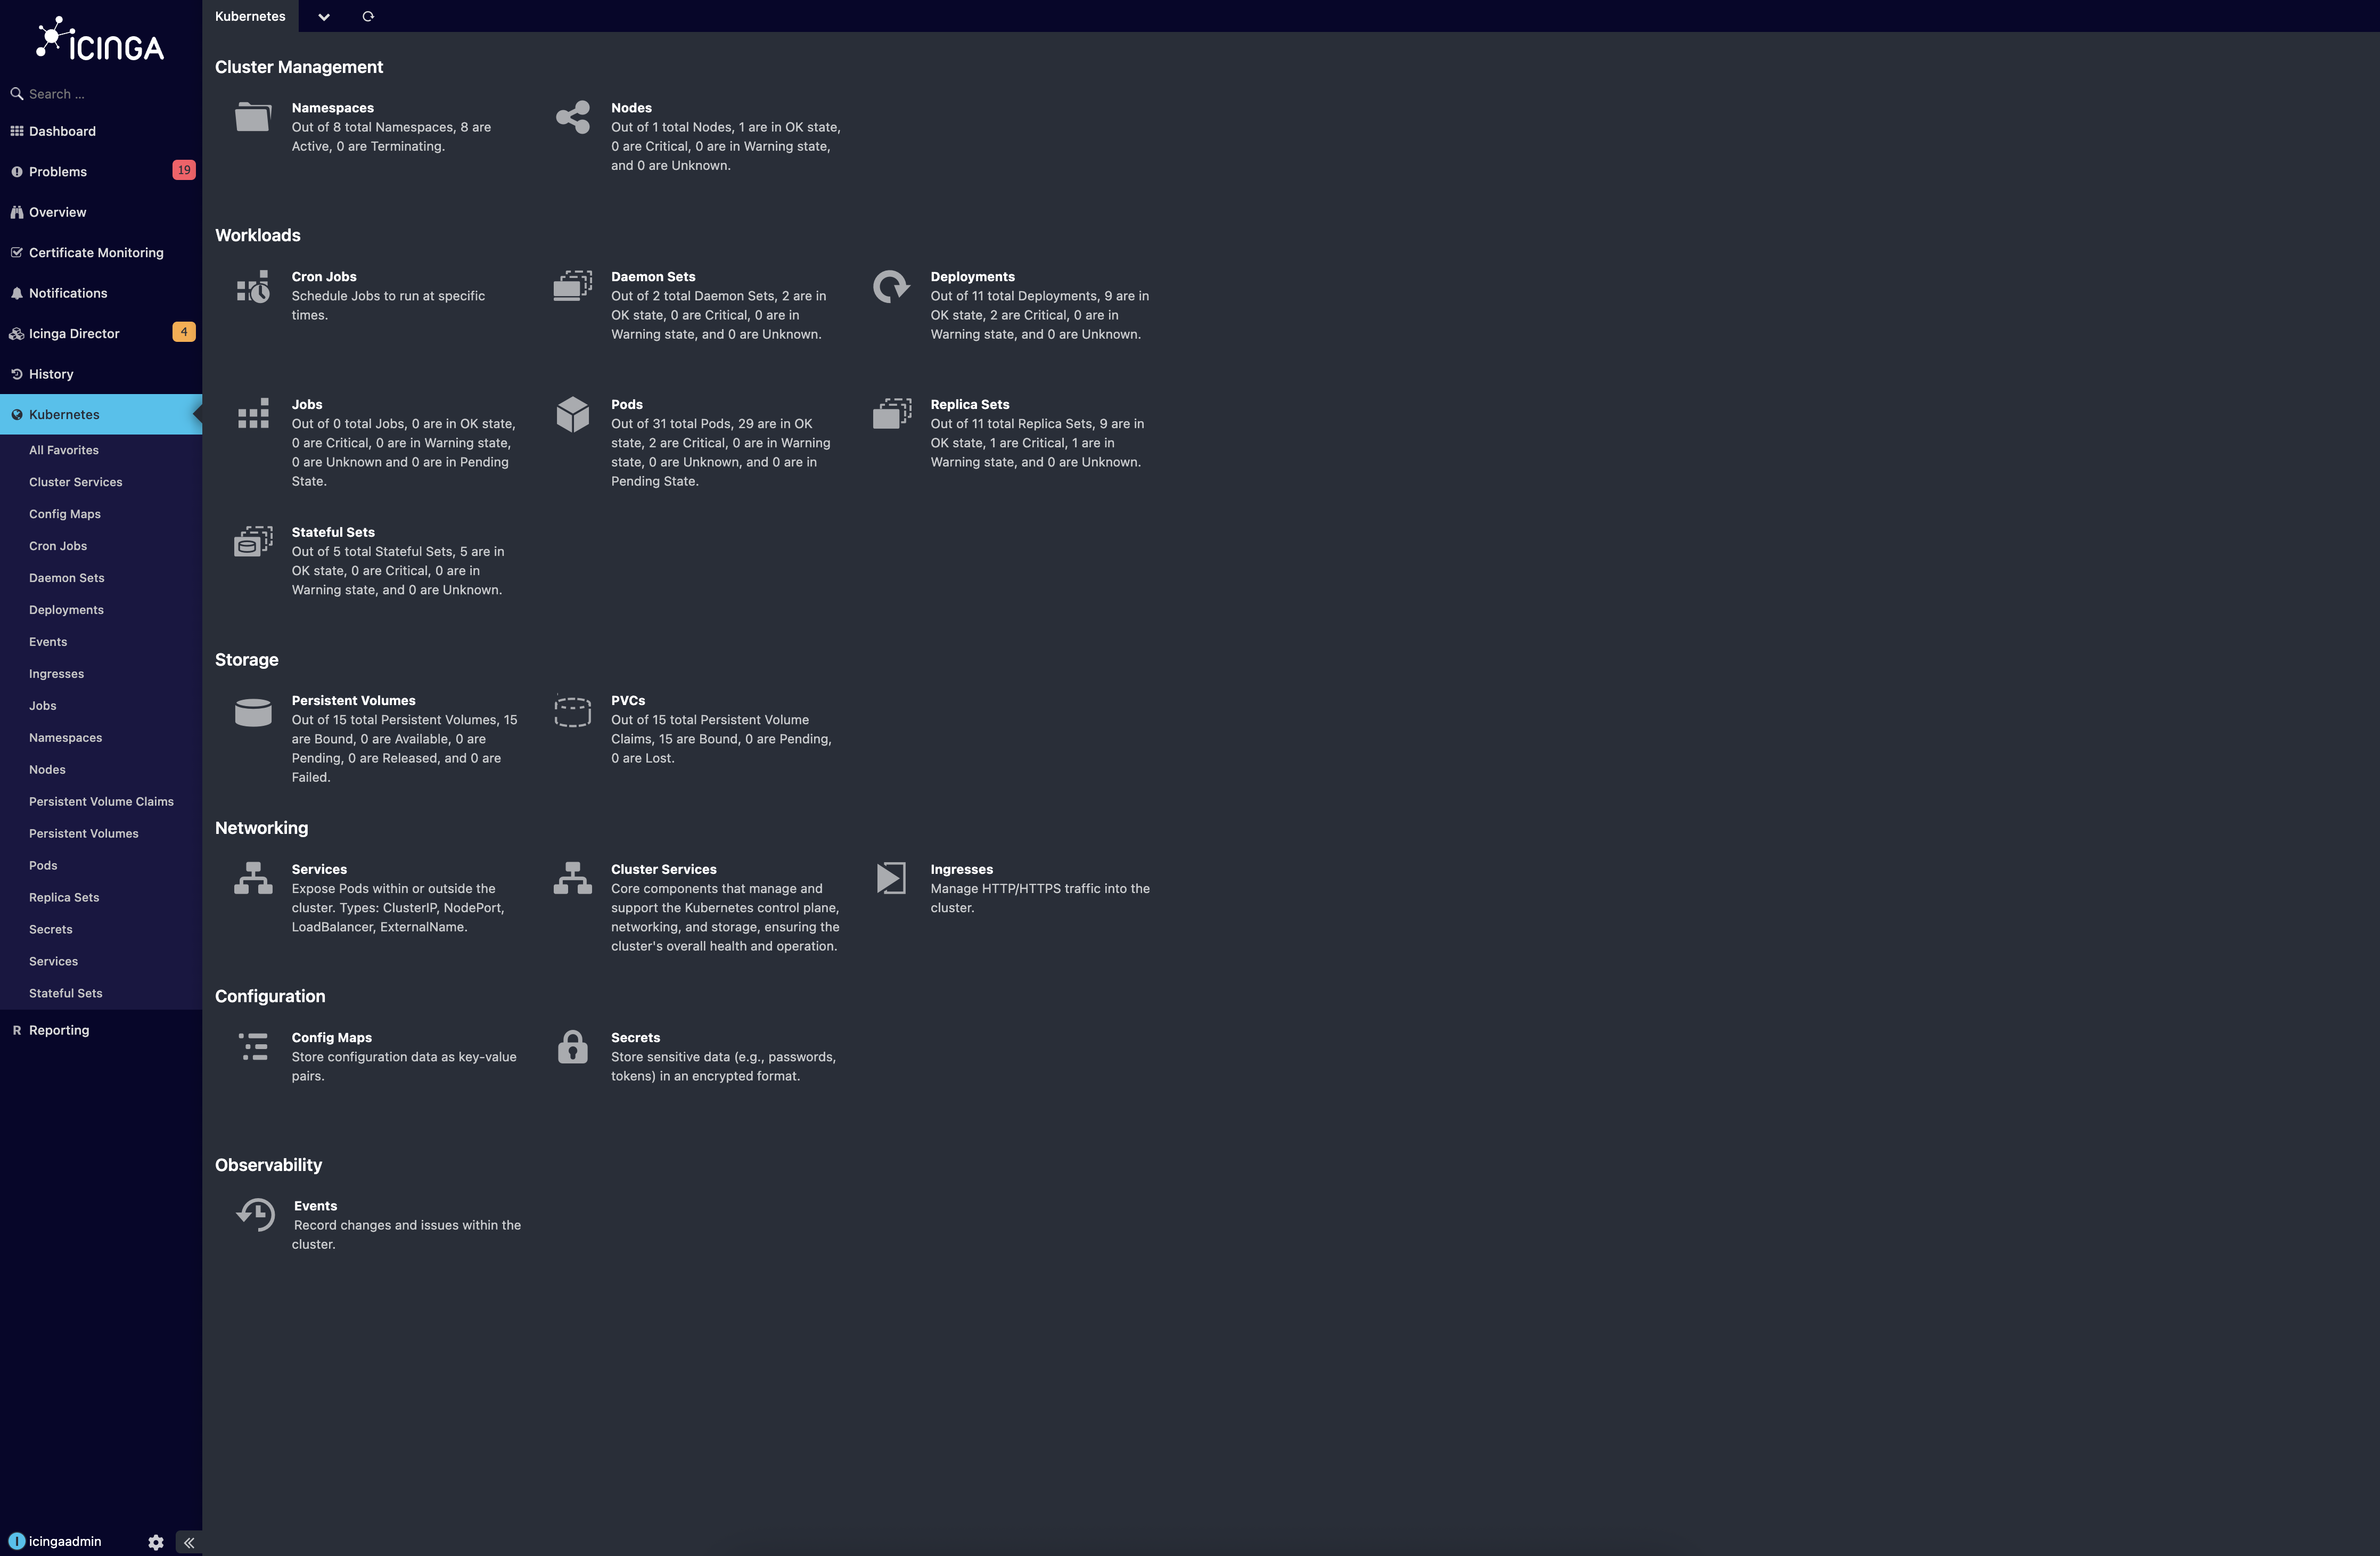 ICINGA
Search ...
Dashboard
Problems 19
Overview
Certificate Monitoring
Notifications
Icinga Director 4
History
Kubernetes
All Favorites
Cluster Services
Config Maps
Cron Jobs
Daemon Sets
Deployments
Events
Ingresses
Jobs
Namespaces
Nodes
Persistent Volume Claims
Persistent Volumes
Pods
Replica Sets
Secrets
Services
Stateful Sets
R Reporting
I icingaadmin
Kubernetes
Cluster Management
Namespaces
Out of 8 total Namespaces, 8 are
Active, 0 are Terminating.
Nodes
Out of 1 total Nodes, 1 are in OK state,
0 are Critical, 0 are in Warning state,
and 0 are Unknown.
Workloads
Cron Jobs
Schedule Jobs to run at specific
times.
Daemon Sets
Out of 2 total Daemon Sets, 2 are in
OK state, 0 are Critical, 0 are in
Warning state, and 0 are Unknown.
Deployments
Out of 11 total Deployments, 9 are in
OK state, 2 are Critical, 0 are in
Warning state, and 0 are Unknown.
Jobs
Out of 0 total Jobs, 0 are in OK state,
0 are Critical, 0 are in Warning state,
0 are Unknown and 0 are in Pending
State.
Pods
Out of 31 total Pods, 29 are in OK
state, 2 are Critical, 0 are in Warning
state, 0 are Unknown, and 0 are in
Pending State.
Replica Sets
Out of 11 total Replica Sets, 9 are in
OK state, 1 are Critical, 1 are in
Warning state, and 0 are Unknown.
Stateful Sets
Out of 5 total Stateful Sets, 5 are in
OK state, 0 are Critical, 0 are in
Warning state, and 0 are Unknown.
Storage
Persistent Volumes
Out of 15 total Persistent Volumes, 15
are Bound, 0 are Available, 0 are
Pending, 0 are Released, and 0 are
Failed.
PVCs
Out of 15 total Persistent Volume
Claims, 15 are Bound, 0 are Pending,
0 are Lost.
Networking
Services
Expose Pods within or outside the
cluster. Types: ClusterIP, NodePort,
LoadBalancer, ExternalName.
Cluster Services
Core components that manage and
support the Kubernetes control plane,
networking, and storage, ensuring the
cluster's overall health and operation.
Ingresses
Manage HTTP/HTTPS traffic into the
cluster.
Configuration
Config Maps
Store configuration data as key-value
pairs.
Secrets
Store sensitive data (e.g., passwords,
tokens) in an encrypted format.
Observability
Events
Record changes and issues within the
cluster.